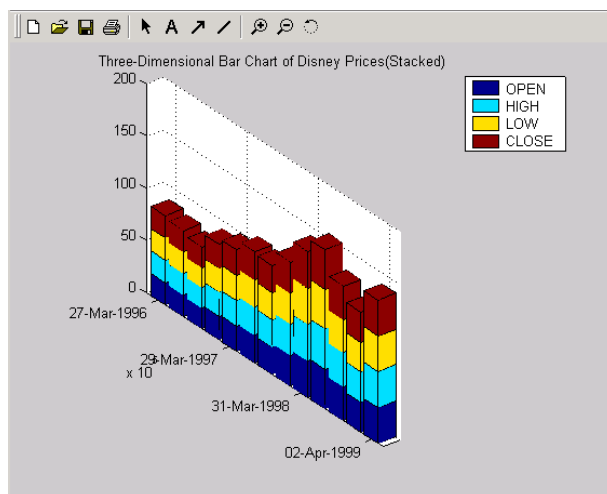 A
Three-Dimensional Bar Chart of Disney Prices(Stacked)
OPEN
HIGH
LOW
CLOSE
200
150
100
50
0
27-Mar-1996
29-Mar-1997
x 10
31-Mar-1998
02-Apr-1999